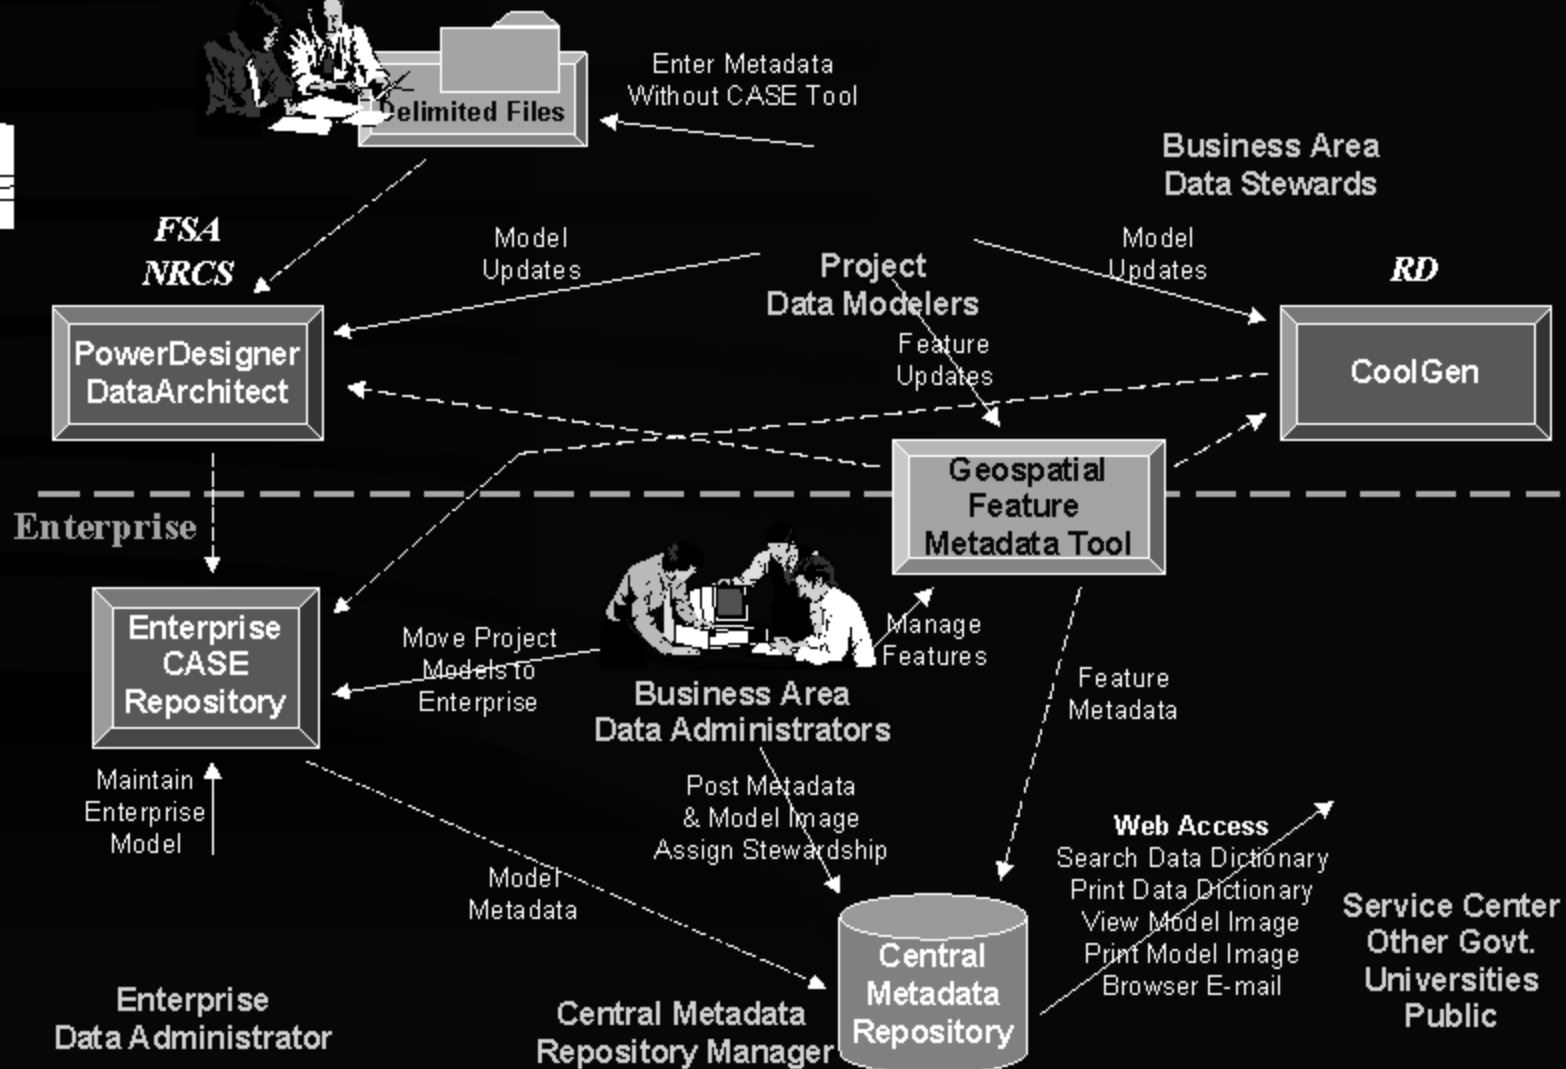 Enter Metadata
Without CASE Tool
Delimited Files
Business Area
Data Stewards
FSA
NRCS
Model
Updates
Project
Data Modelers
Model
Updates
RD
PowerDesigner
DataArchitect
Feature
Updates
CoolGen
Geospatial
Feature
Metadata Tool
Enterprise
Enterprise
CASE
Repository
Move Project
Models to
Enterprise
Manage
Features
Business Area
Data Administrators
Feature
Metadata
Maintain
Enterprise
Model
Post Metadata
& Model Image
Assign Stewardship
Web Access
Search Data Dictionary
Print Data Dictionary
View Model Image
Print Model Image
Browser E-mail
Model
Metadata
Service Center
Other Govt.
Universities
Public
Central
Metadata
Repository
Enterprise
Data Administrator
Central Metadata
Repository Manager